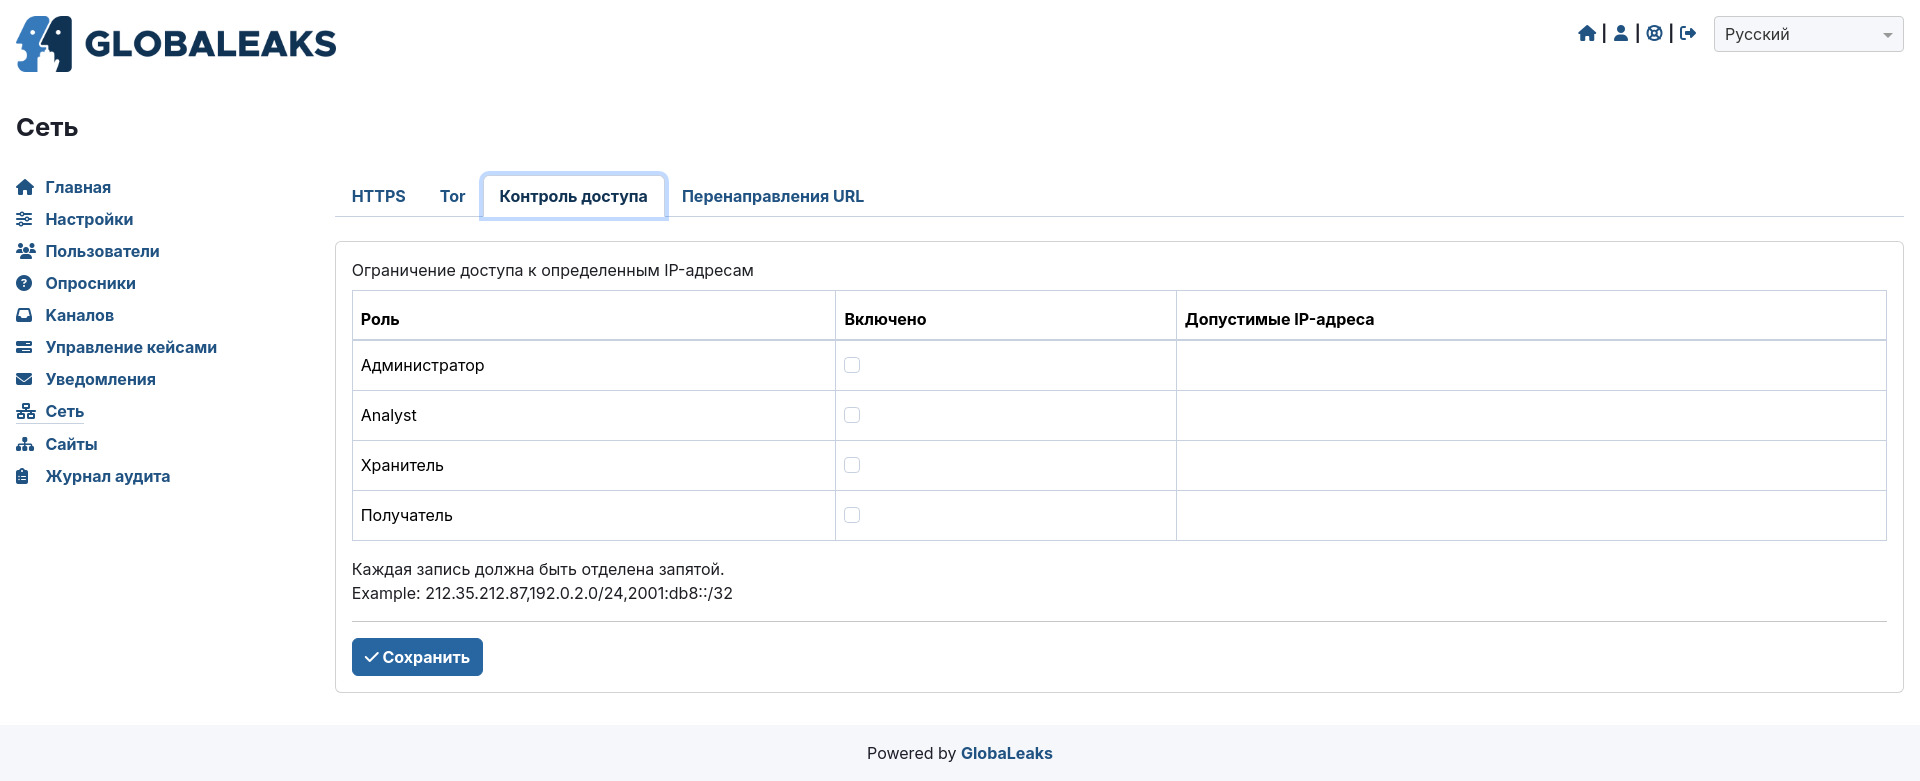 GLOBALEAKS
Русский
Сеть
Главная
Настройки
Пользователи
Опросники
Каналов
Управление кейсами
Уведомления
Сеть
Сайты
Журнал аудита
HTTPS Tor Контроль доступа Перенаправления URL
Ограничение доступа к определенным IP-адресам
Роль Включено Допустимые IP-адреса
Администратор
Analyst
Хранитель
Получатель
Каждая запись должна быть отделена запятой.
Example: 212.35.212.87,192.0.2.0/24,2001:db8::/32
Сохранить
Powered by GlobaLeaks